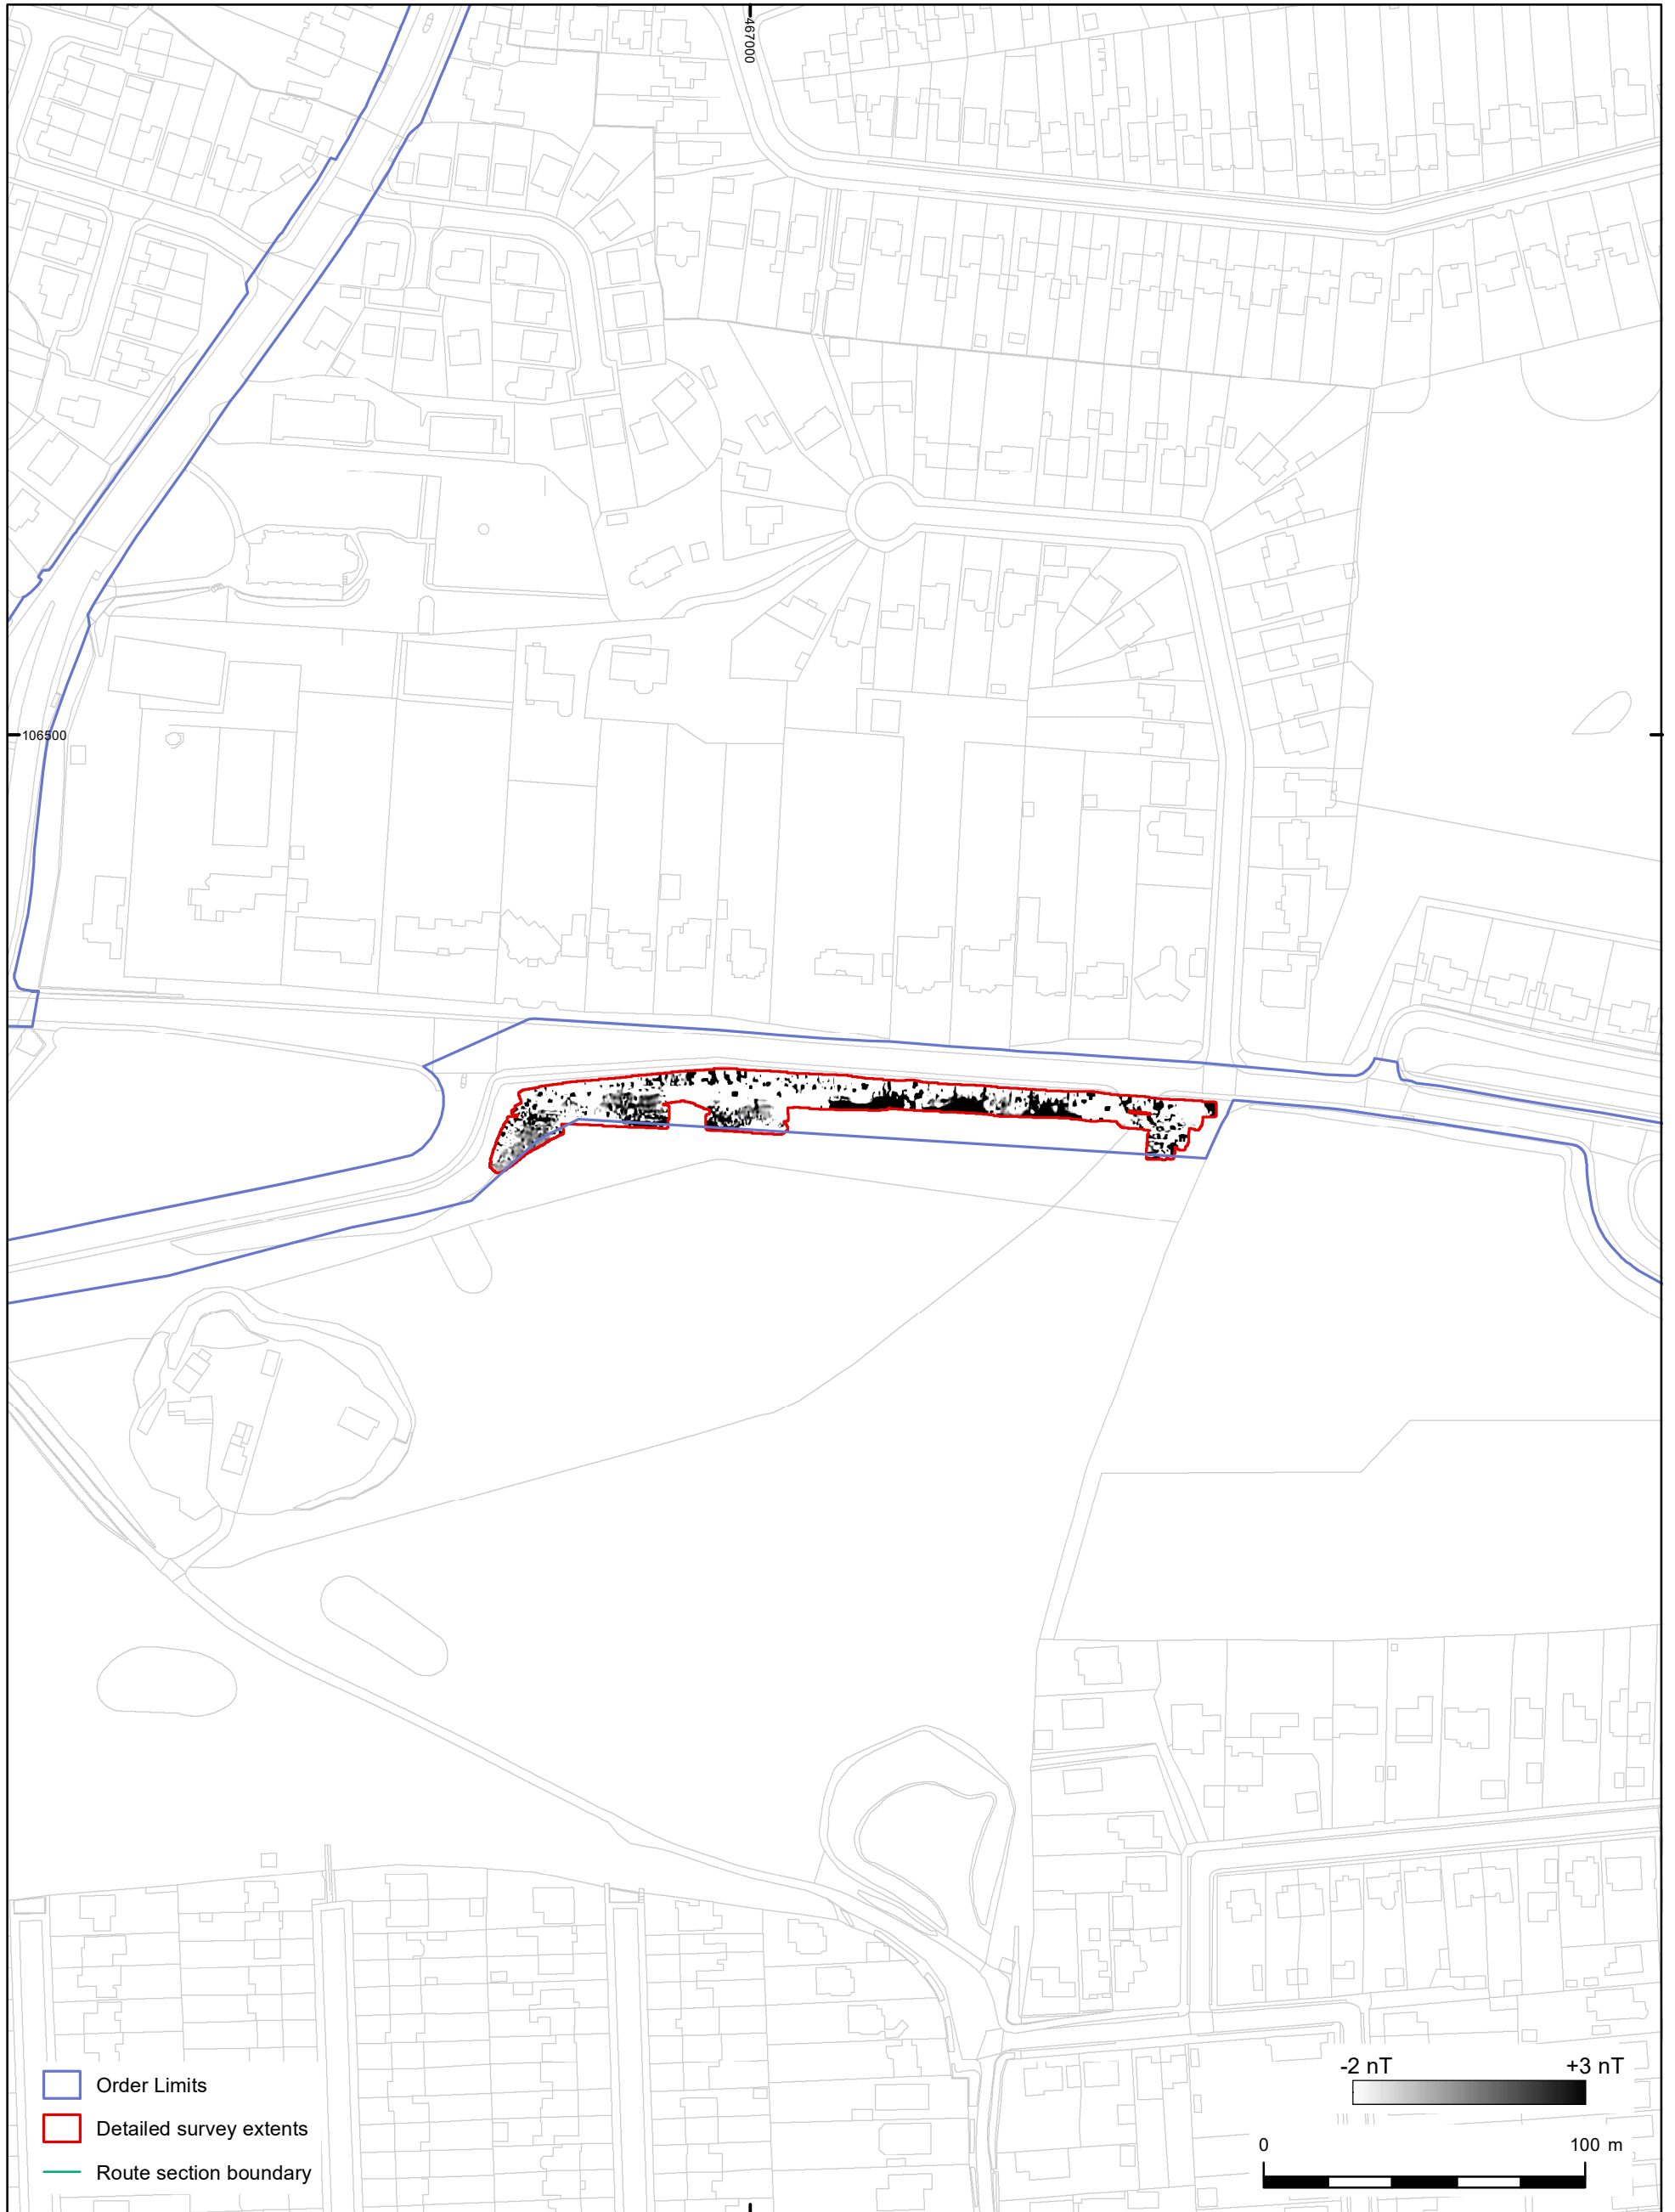 467000
106500
Order Limits
Detailed survey extents
Route section boundary
-2 nT +3 nT
0 100 m